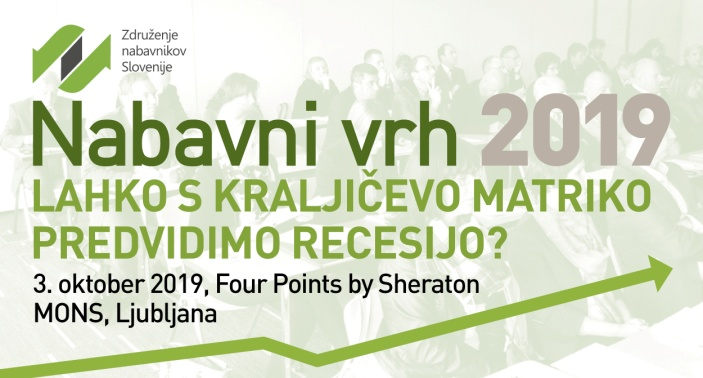 Združenje
nabavnikov
Slovenije
Nabavni vrh 2019
LAHKO S KRALJIČEVO MATRIKO
PREDVIDIMO RECESIJO?
3. oktober 2019, Four Points by Sheraton
MONS, Ljubljana